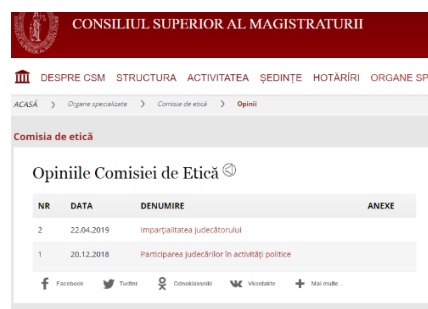 CONSILIUL SUPERIOR AL MAGISTRATURII
DESPRE CSM STRUCTURA ACTIVITATEA ȘEDINȚE HOTĂRÎRI ORGANE SP
ACASĂ > Organe specializate > Comisia de etică > Opinii
Comisia de etică
Opiniile Comisiei de Etică
NR DATA DENUMIRE ANEXE
2 22.04.2019 Imparțialitatea judecătorului
1 20.12.2018 Participarea judecărilor în activități politice
Facebook Twitter Odnoklassniki Vkontakte Mai multe...